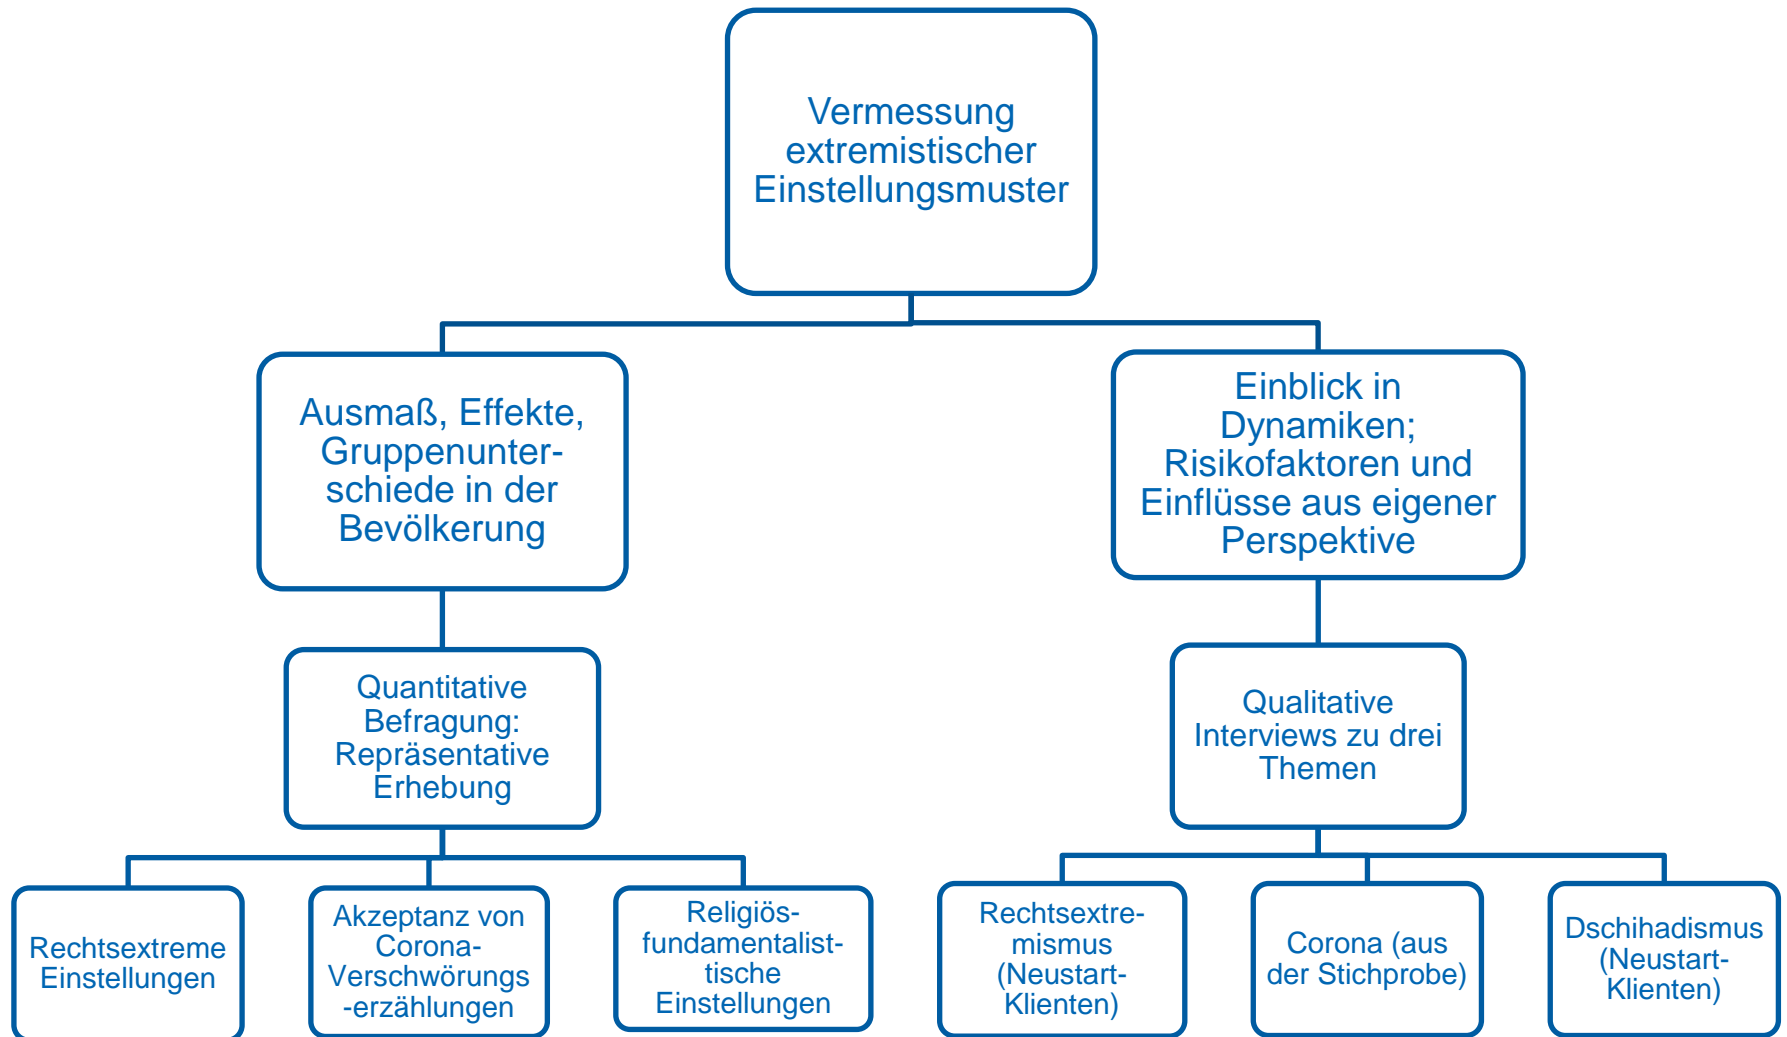 Vermessung
extremistischer
Einstellungsmuster
Ausmaß, Effekte,
Gruppenunter-
schiede in der
Bevölkerung
Einblick in
Dynamiken;
Risikofaktoren und
Einflüsse aus eigener
Perspektive
Quantitative
Befragung:
Repräsentative
Erhebung
Qualitative
Interviews zu drei
Themen
Rechtsextreme
Einstellungen
Akzeptanz von
Corona-
Verschwörungs
-erzählungen
Religiös-
fundamentalist-
tische
Einstellungen
Rechtsextre-
mismus
(Neustart-
Klienten)
Corona (aus
der Stichprobe)
Dschihadismus
(Neustart-
Klienten)